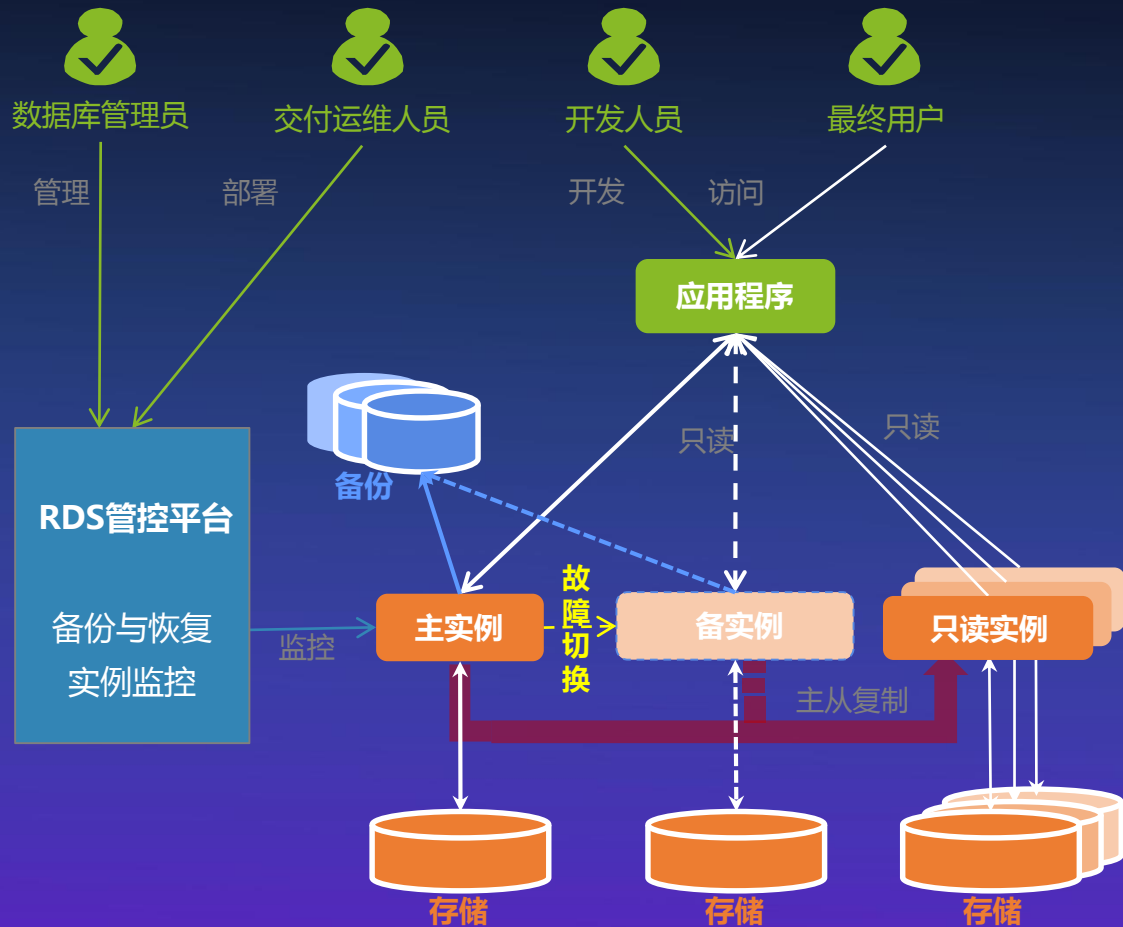 数据库管理员
交付运维人员
开发人员
最终用户
管理
部署
开发
访问
应用程序
只读
只读
备份
RDS管控平台
备份与恢复
实例监控
监控
主实例
故障切换
备实例
只读实例
主从复制
存储
存储
存储